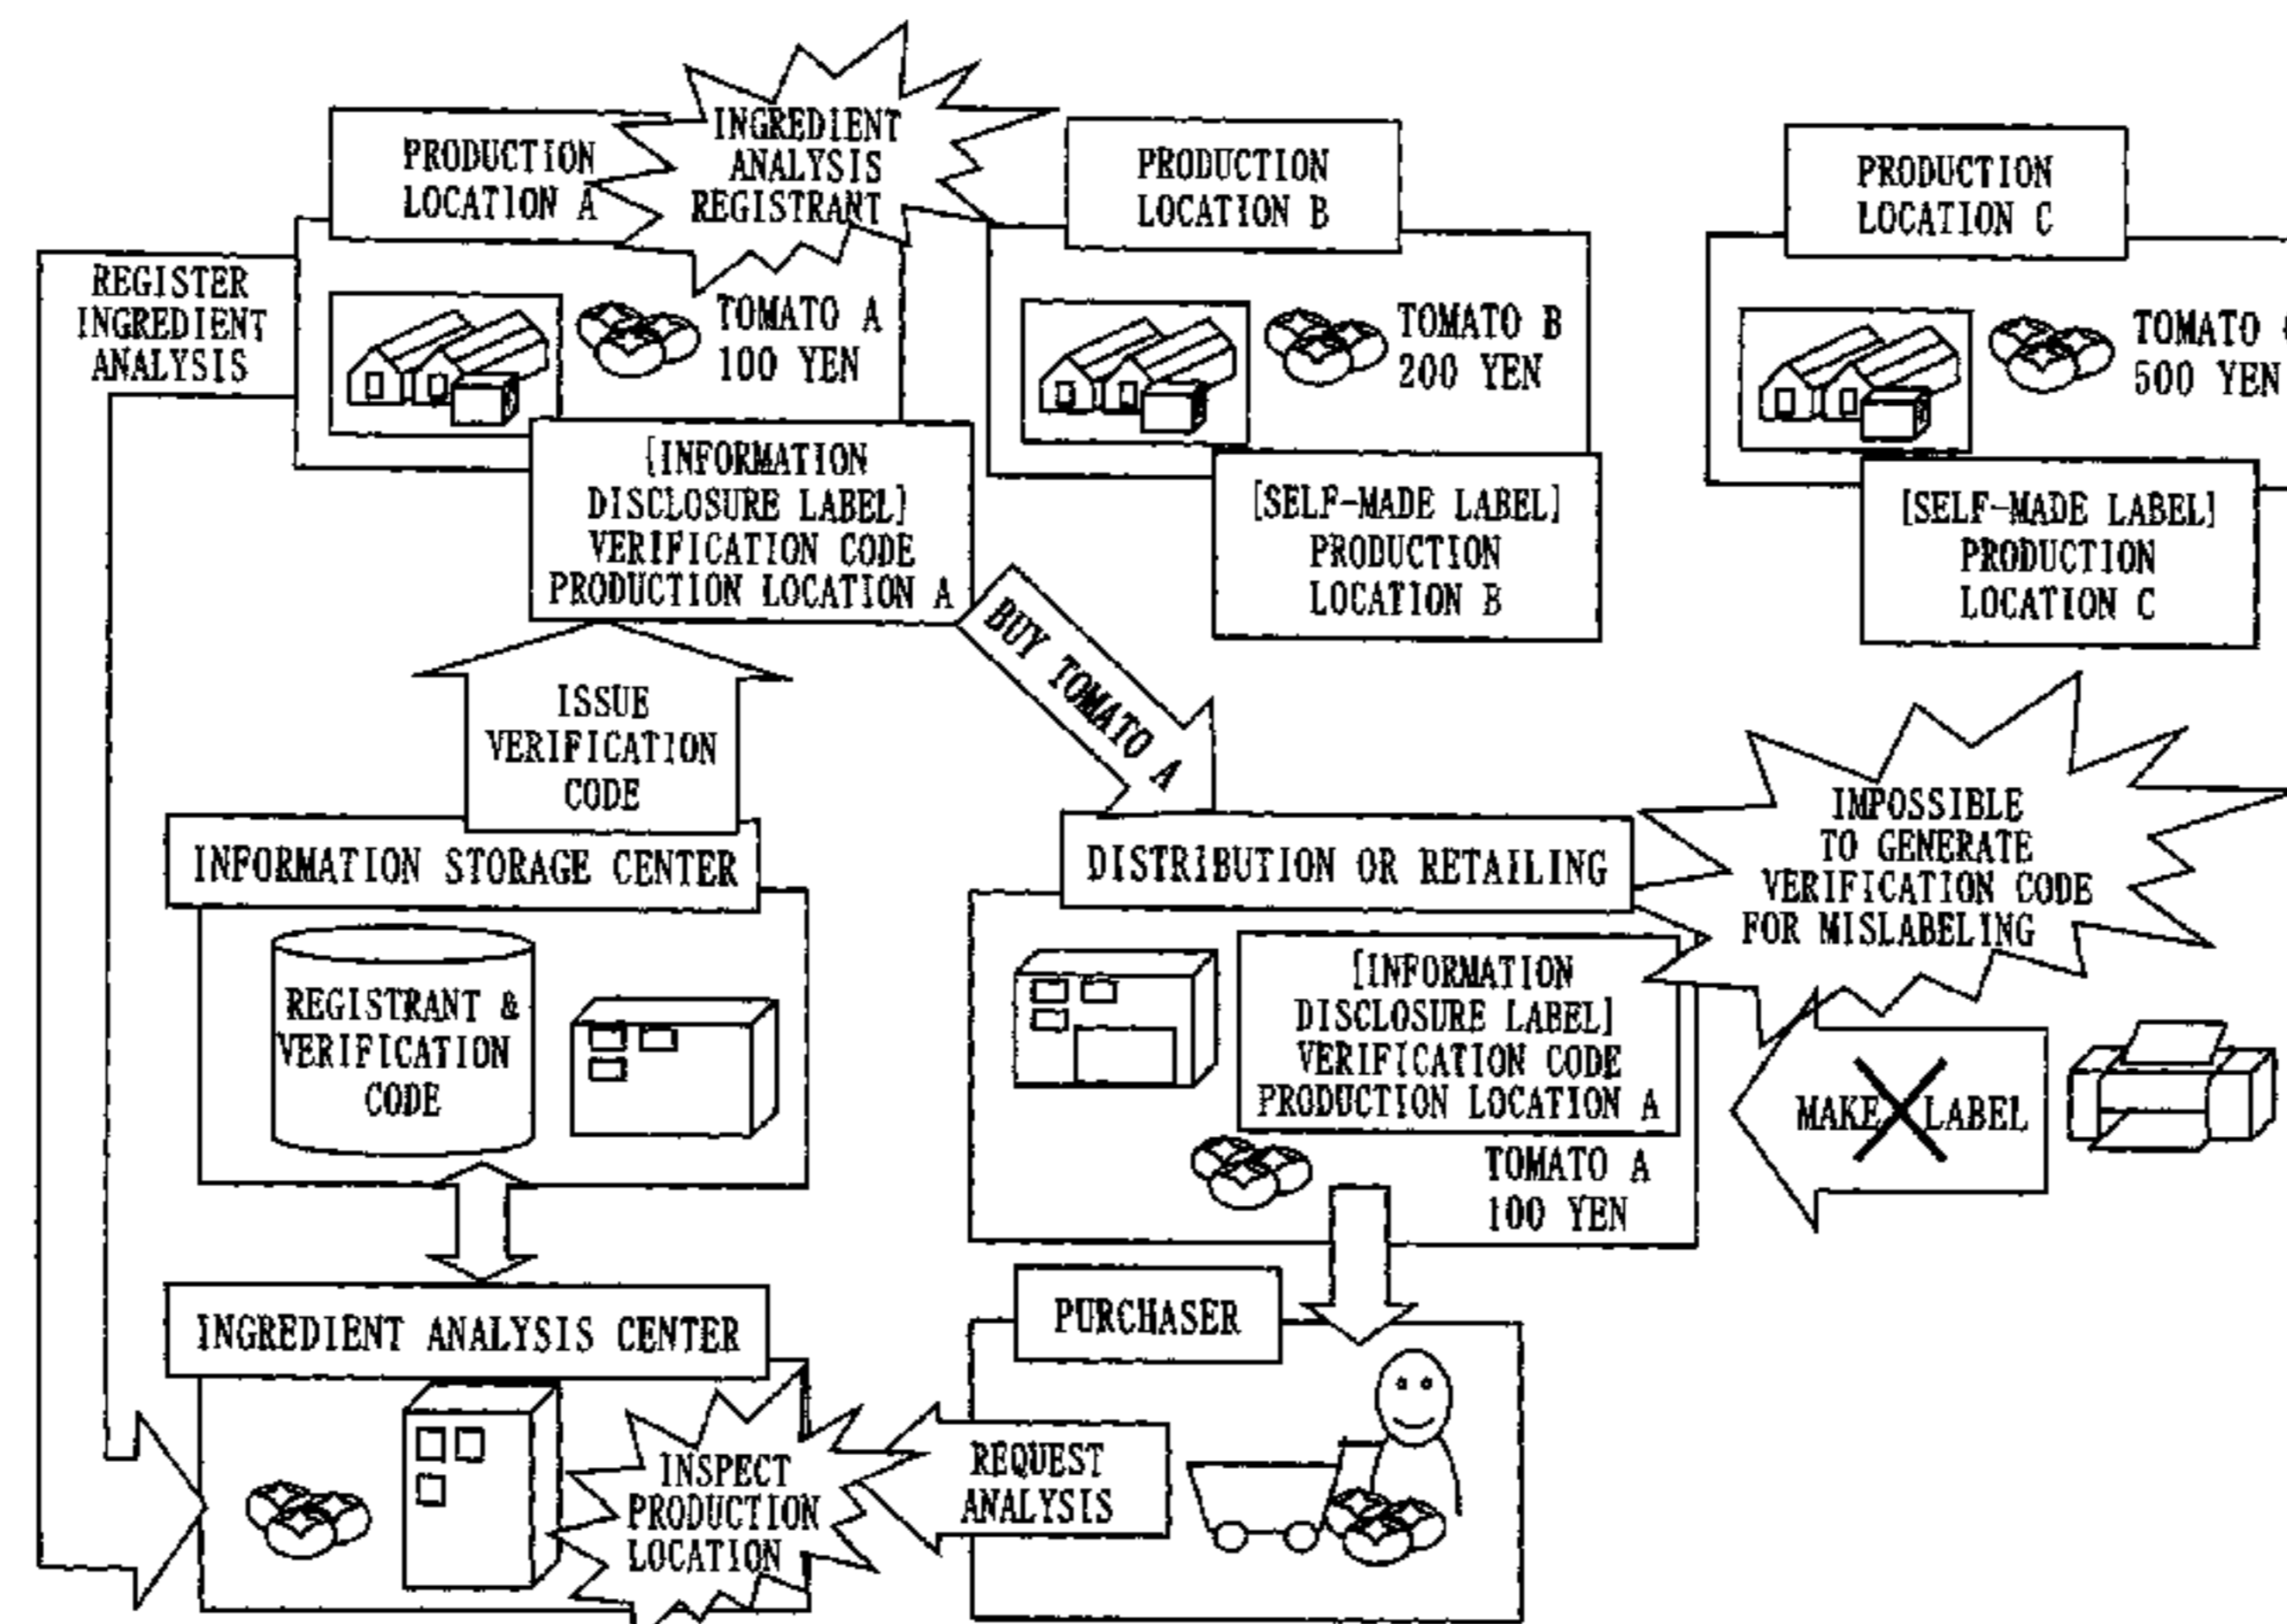 PRODUCTION
LOCATION A
INGREDIENT
ANALYSIS
REGISTRANT
PRODUCTION
LOCATION B
PRODUCTION
LOCATION C
REGISTER
INGREDIENT
ANALYSIS
TOMATO A
100 YEN
TOMATO B
200 YEN
TOMATO
500 YEN
[INFORMATION
DISCLOSURE LABEL]
VERIFICATION CODE
PRODUCTION LOCATION A
[SELF-MADE LABEL]
PRODUCTION
LOCATION B
[SELF-MADE LABEL]
PRODUCTION
LOCATION C
BUY TOMATO A
ISSUE
VERIFICATION
CODE
IMPOSSIBLE
TO GENERATE
VERIFICATION CODE
FOR MISLABELING
INFORMATION STORAGE CENTER
DISTRIBUTION OR RETAILING
REGISTRANT &
VERIFICATION
CODE
[INFORMATION
DISCLOSURE LABEL]
VERIFICATION CODE
PRODUCTION LOCATION A
MAKE LABEL
TOMATO A
100 YEN
INGREDIENT ANALYSIS CENTER
PURCHASER
INSPECT
PRODUCTION
LOCATION
REQUEST
ANALYSIS